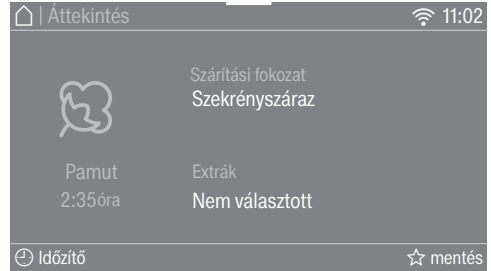 | Áttekintés 11:02
Szárítási fokozat
Szekrényszáraz
Pamut
2:35óra
Extrák
Nem választott
Időzítő mentés